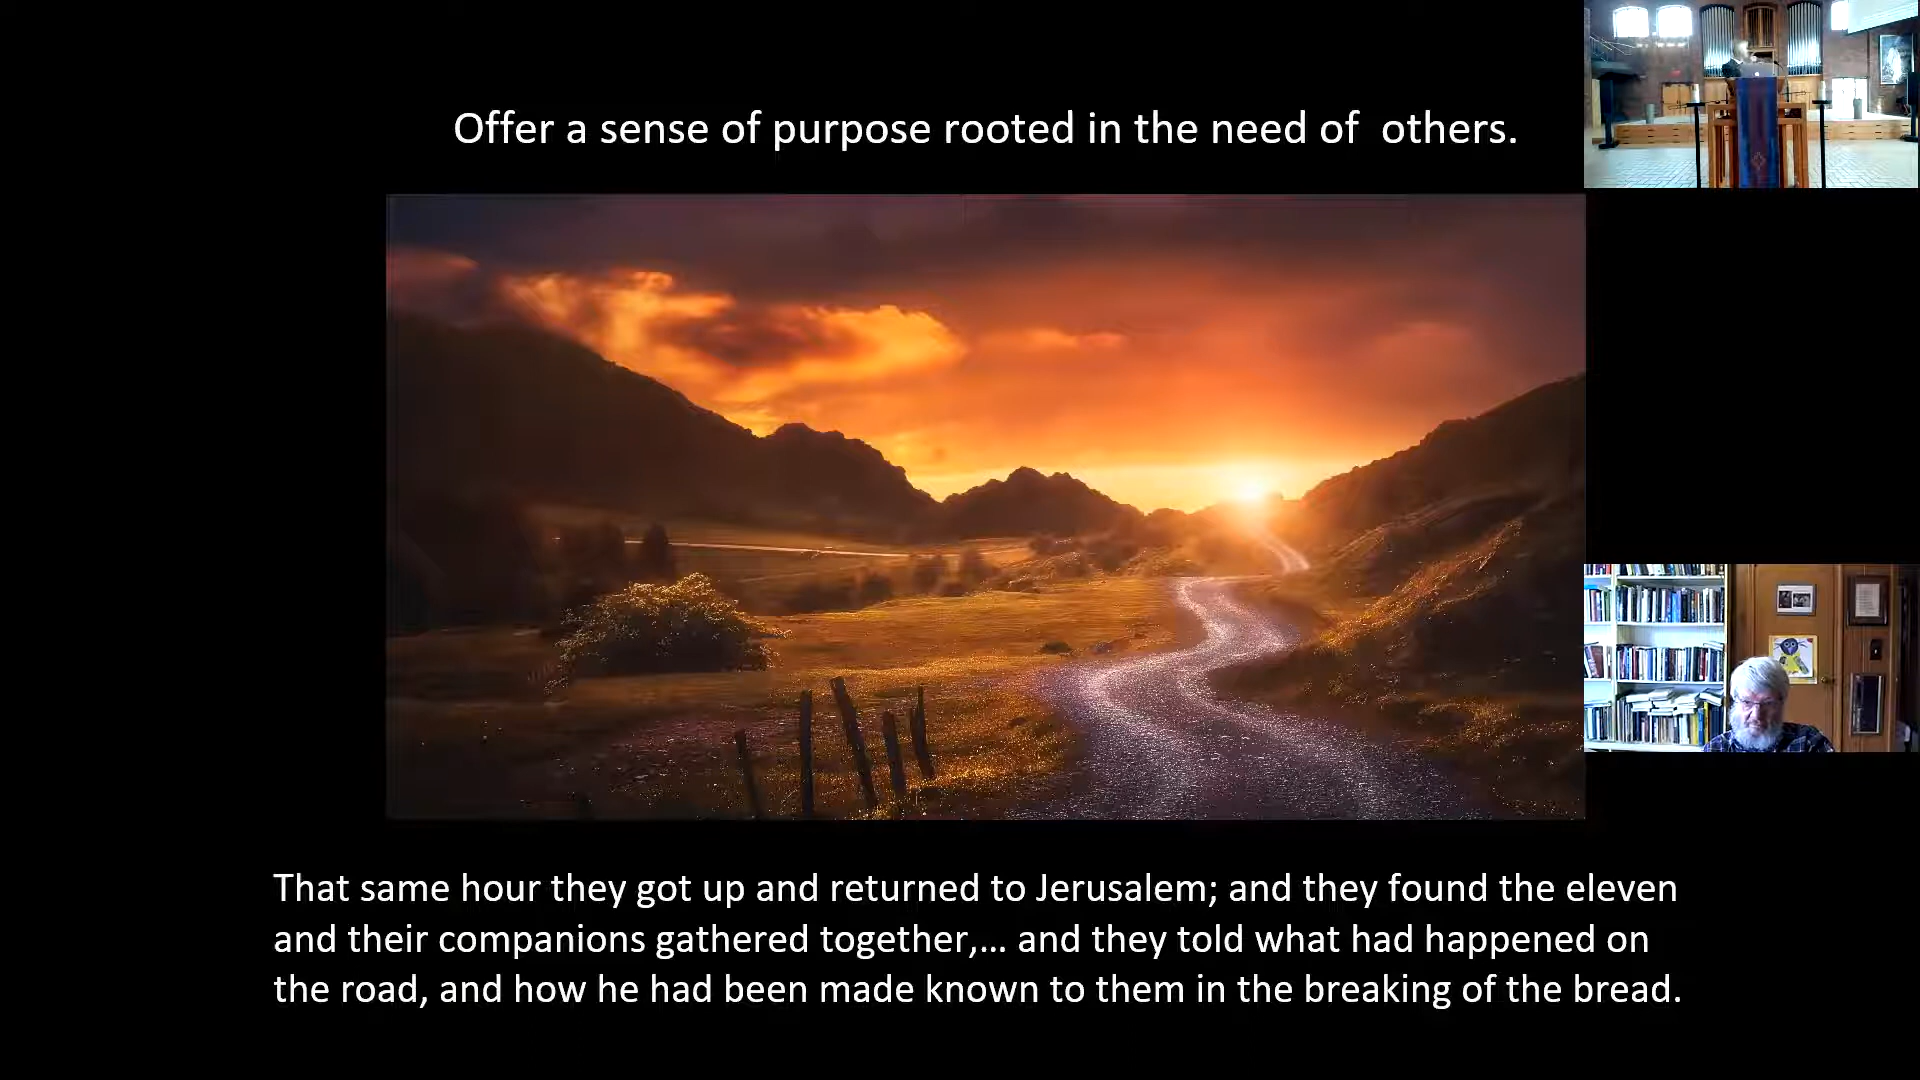 Offer a sense of purpose rooted in the need of  others.
That same hour they got up and returned to Jerusalem; and they found the eleven
and their companions gathered together,... and they told what had happened on
the road, and how he had been made known to them in the breaking of the bread.